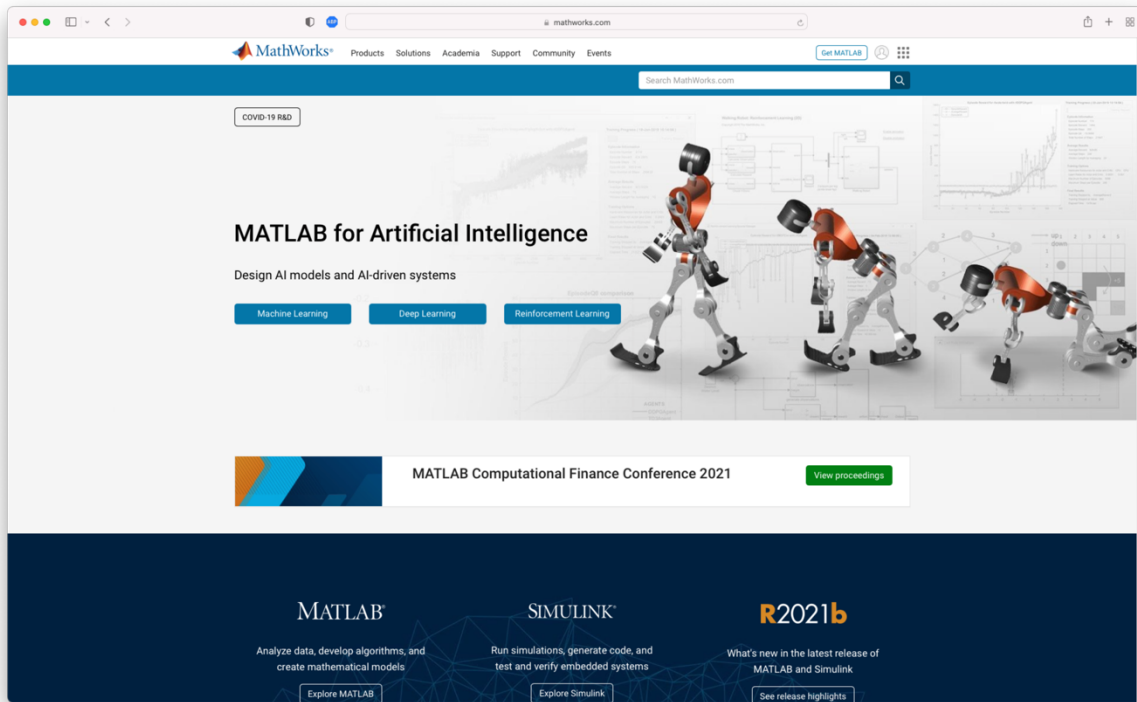 ABP
mathworks.com
MathWorks®
Products Solutions Academia Support Community Events
Get MATLAB
Search MathWorks.com
COVID-19 R&D
MATLAB for Artificial Intelligence
Design AI models and AI-driven systems
Machine Learning Deep Learning Reinforcement Learning
MATLAB Computational Finance Conference 2021
View proceedings
MATLAB®
Analyze data, develop algorithms, and
create mathematical models
Explore MATLAB
SIMULINK®
Run simulations, generate code, and
test and verify embedded systems
Explore Simulink
R2021b
What's new in the latest release of
MATLAB and Simulink
See release highlights